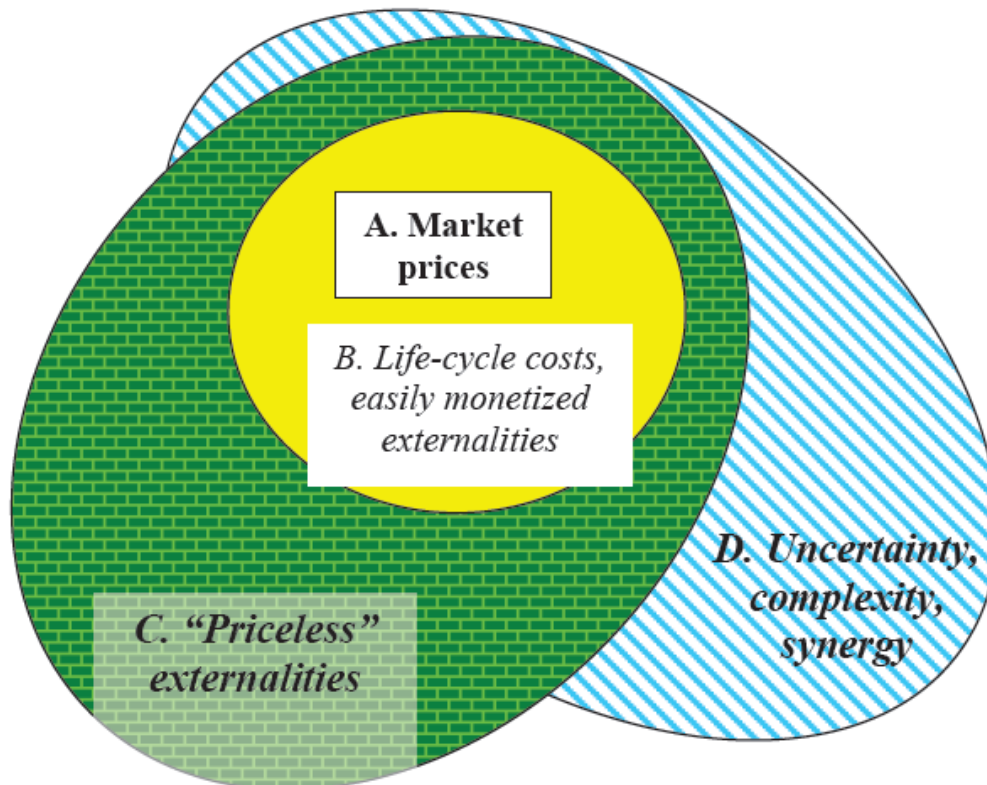 A. Market
prices
B. Life-cycle costs,
easily monetized
externalities
C. “Priceless”
externalities
D. Uncertainty,
complexity,
synergy